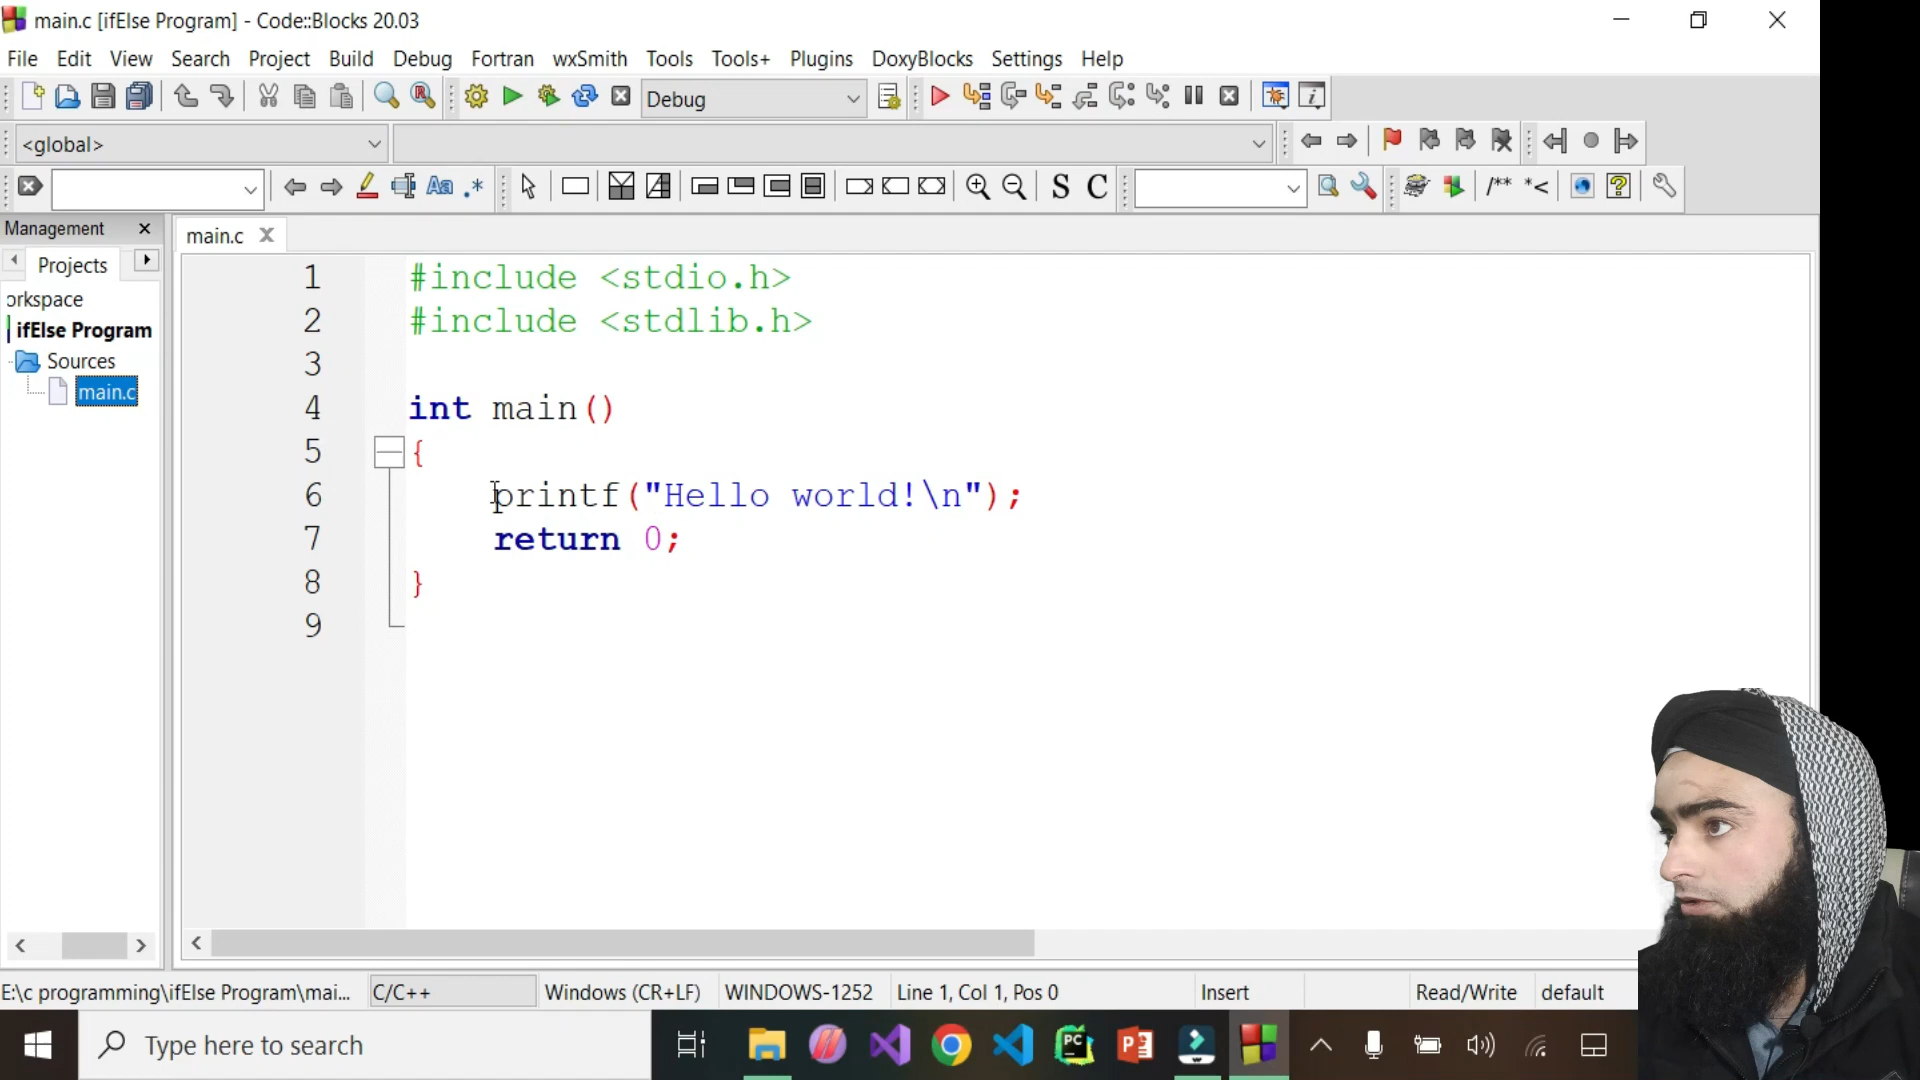 main.c [ifElse Program] - Code::Blocks 20.03
File Edit View Search Project Build Debug Fortran wxSmith Tools Tools+ Plugins DoxyBlocks Settings Help
Debug
<global>
Aa .* S C /** *<
Management
main.c
Projects
orkspace
ifElse Program
Sources
main.c
1 #include <stdio.h>
2 #include <stdlib.h>
3
4 int main()
5 {
6 printf("Hello world!\n");
7 return 0;
8 }
9
E:\c programming\ifElse Program\mai... C/C++ Windows (CR+LF) WINDOWS-1252 Line 1, Col 1, Pos 0 Insert Read/Write default
Type here to search